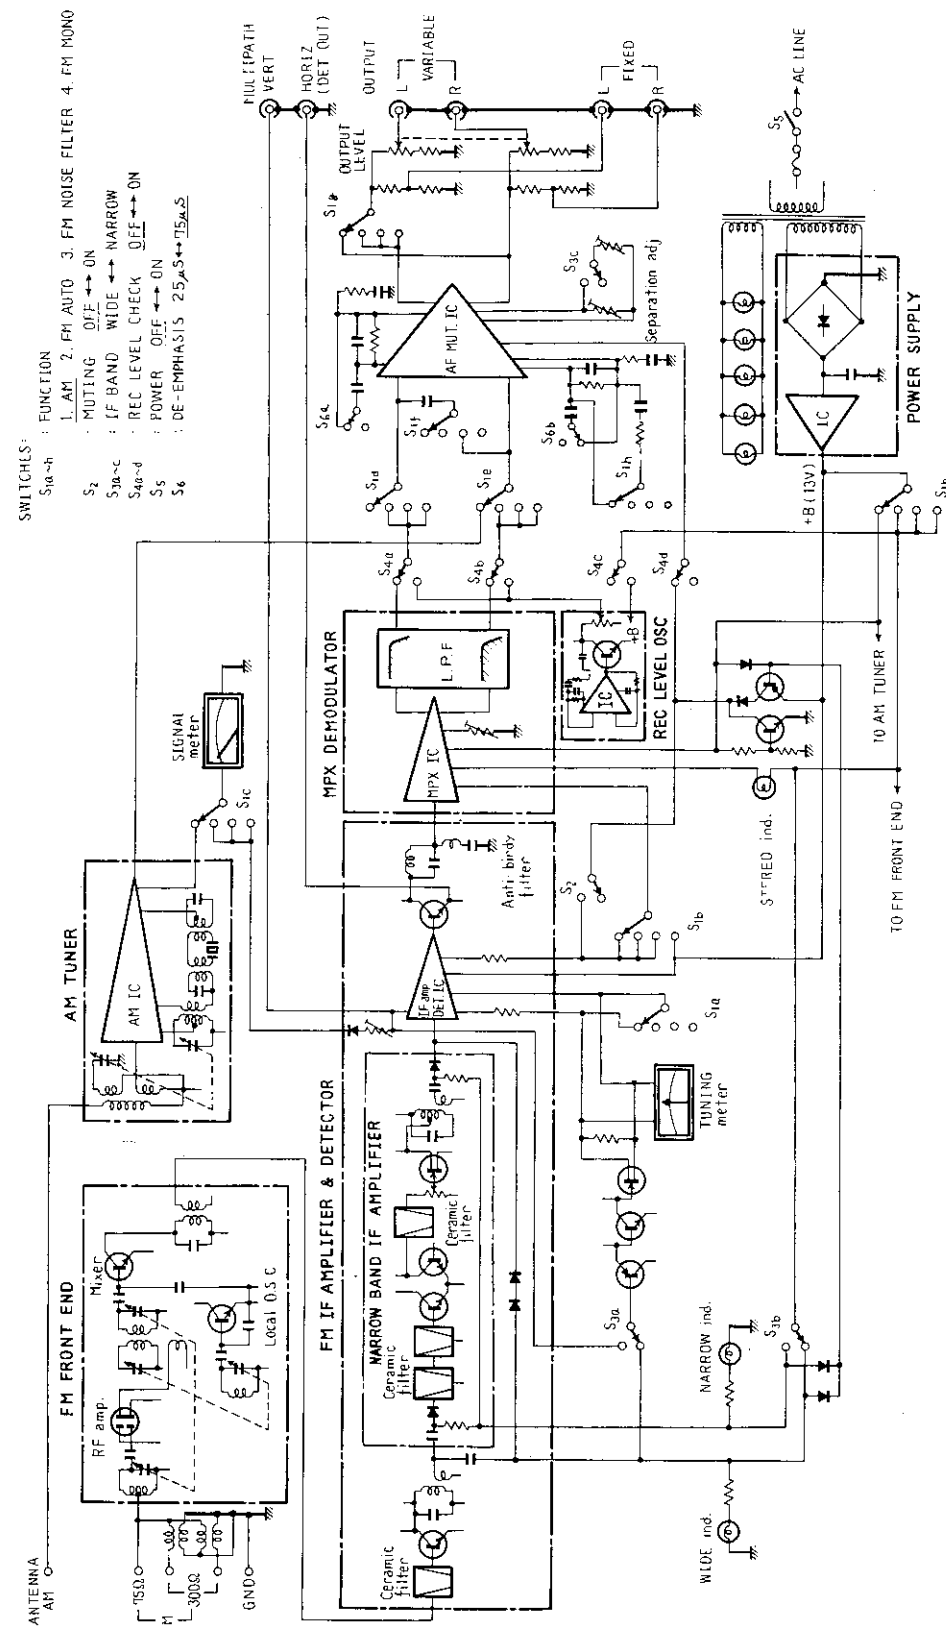 SWITCHES:
S1a~h : FUNCTION
1. AM 2. FM AUTO 3. FM NOISE FILTER 4. FM MONO
S2 : MUTING OFF ↔ ON
S3a~c : IF BAND WIDE ↔ NARROW
S4a~d : REC LEVEL CHECK OFF ↔ ON
S5 : POWER OFF ↔ ON
S6 : DE-EMPHASIS 25μS ↔ 75μS
ANTENNA
AM
75Ω
FM
300Ω
GND
FM FRONT END
RF amp.
Mixer
Local O.S.C
AM TUNER
AM IC
SIGNAL
meter
S1c
MULTIPATH
VERT
HORIZ
(DET OUT)
OUTPUT
L
VARIABLE
R
L
FIXED
R
OUTPUT
LEVEL
S1g
FM IF AMPLIFIER & DETECTOR
NARROW BAND IF AMPLIFIER
Ceramic
filter
Ceramic
filter
Ceramic
filter
IF amp
DET. IC
Anti-birdy
filter
MPX DEMODULATOR
MPX IC
L.P.F
S4a
S4b
S1d
S1e
S1f
S6a
AF MUT. IC
S3c
Separation adj
S6b
S1h
REC LEVEL OSC
IC
+B
S4c
S4d
S2
S1b
S1a
TUNING
meter
S3a
STEREO ind.
NARROW ind.
S3b
WIDE ind.
TO AM TUNER
TO FM FRONT END
+B (13V)
S1b
IC
POWER SUPPLY
S5
AC LINE